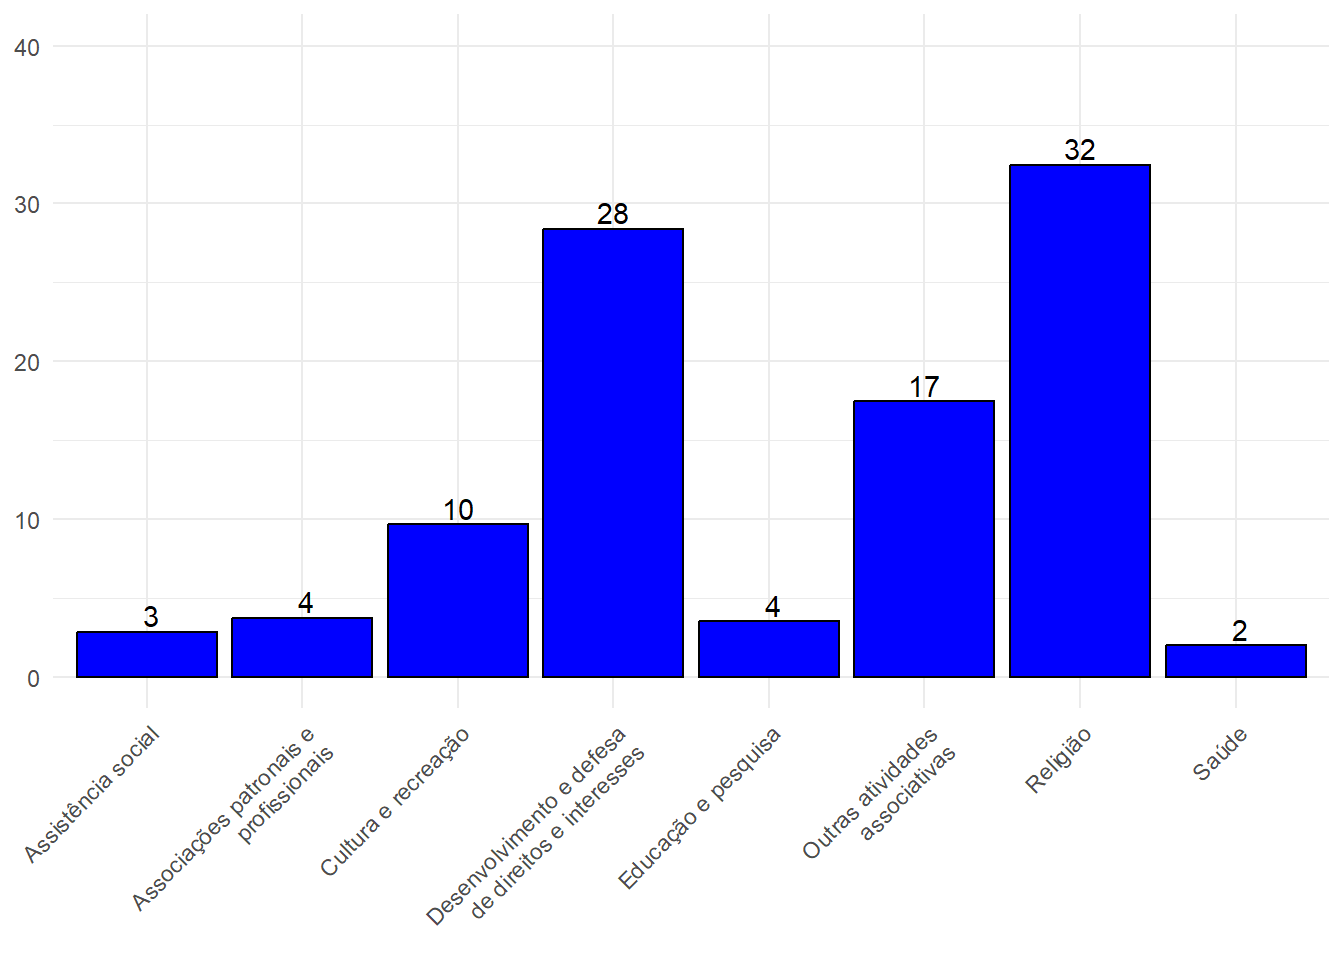 40
30
20
10
0
3
4
10
28
4
17
32
2
Assistência social
Associações patronais e
profissionais
Cultura e recreação
Desenvolvimento e defesa
de direitos e interesses
Educação e pesquisa
Outras atividades
associativas
Religião
Saúde